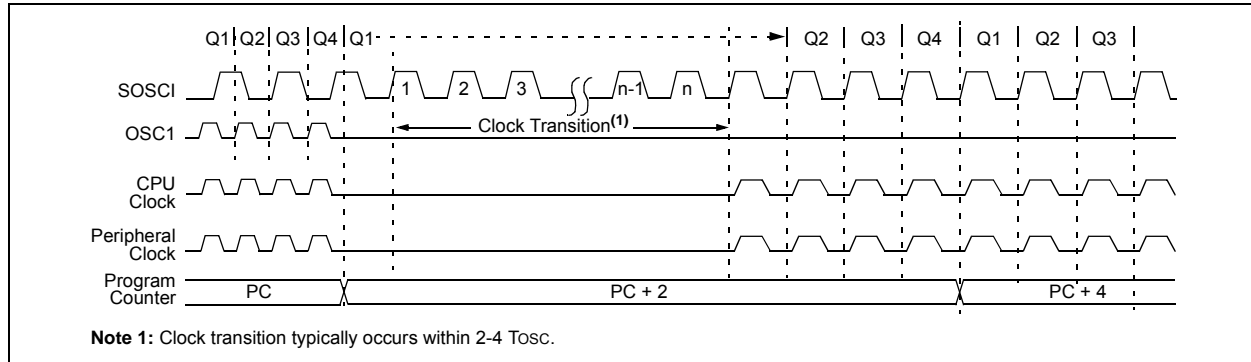 Q1 Q2 Q3 Q4 Q1 Q2 Q3 Q4 Q1 Q2 Q3
SOSCI 1 2 3 n-1 n
OSC1 Clock Transition(1)
CPU
Clock
Peripheral
Clock
Program
Counter PC PC + 2 PC + 4
Note 1: Clock transition typically occurs within 2-4 TOSC.